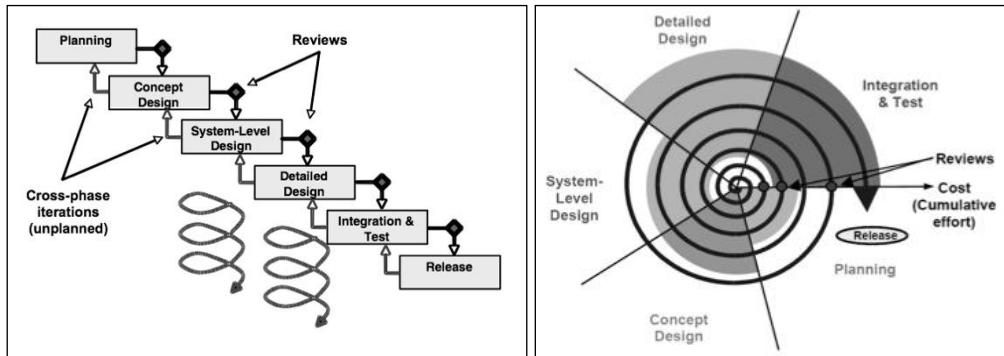 Planning
Reviews
Concept
Design
System-Level
Design
Detailed
Design
Cross-phase
iterations
(unplanned)
Integration &
Test
Release
Detailed
Design
Integration
& Test
Reviews
System-
Level
Design
Cost
(Cumulative
effort)
Release
Planning
Concept
Design